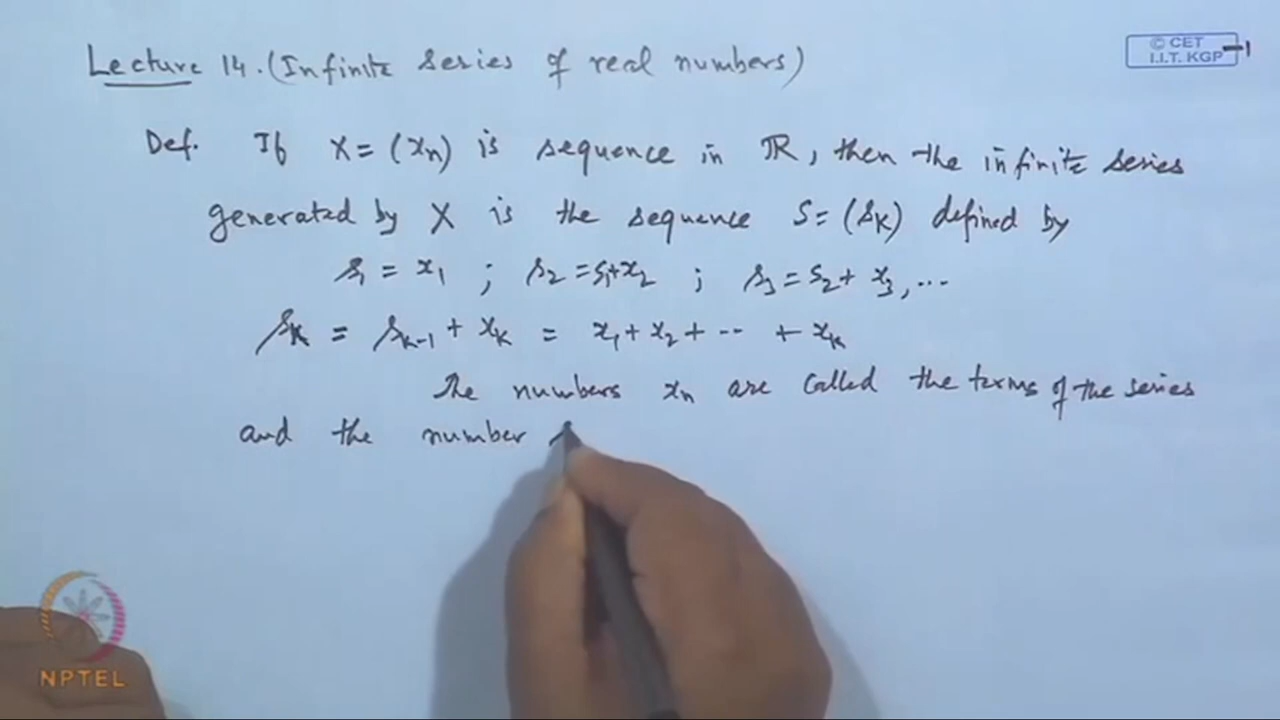 Lecture 14. (Infinite series of real numbers)
© CET
I.I.T. KGP
Def. If X = (xn) is sequence in ℝ, then the infinite series
generated by X is the sequence S = (sK) defined by
s1 = x1 ; s2 = s1+x2 ; s3 = s2 + x3, ...
sk = sk-1 + xk = x1 + x2 + -- + xk
The numbers xn are called the terms of the series
and the number
NPTEL